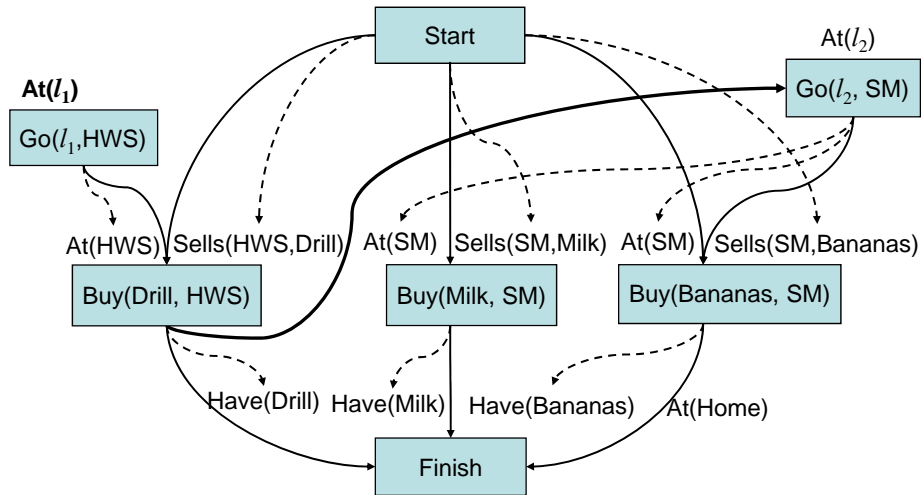 Start
At(l₂)
At(l₁)
Go(l₂, SM)
Go(l₁,HWS)
At(HWS)
Sells(HWS,Drill)
At(SM)
Sells(SM,Milk)
At(SM)
Sells(SM,Bananas)
Buy(Drill, HWS)
Buy(Milk, SM)
Buy(Bananas, SM)
Have(Drill)
Have(Milk)
Have(Bananas)
At(Home)
Finish